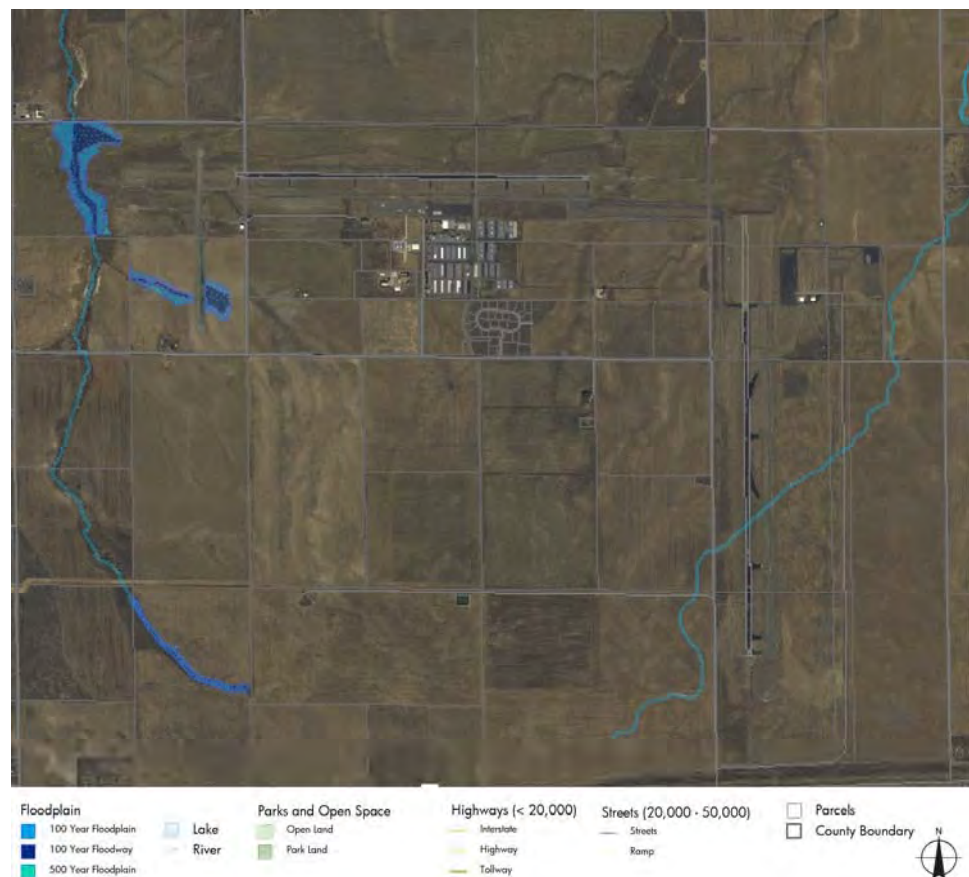 Floodplain
100 Year Floodplain
100 Year Floodway
500 Year Floodplain
Lake
River
Parks and Open Space
Open Land
Park Land
Highways (< 20,000)
Interstate
Highway
Tollway
Streets (20,000 - 50,000)
Streets
Ramp
Parcels
County Boundary
N